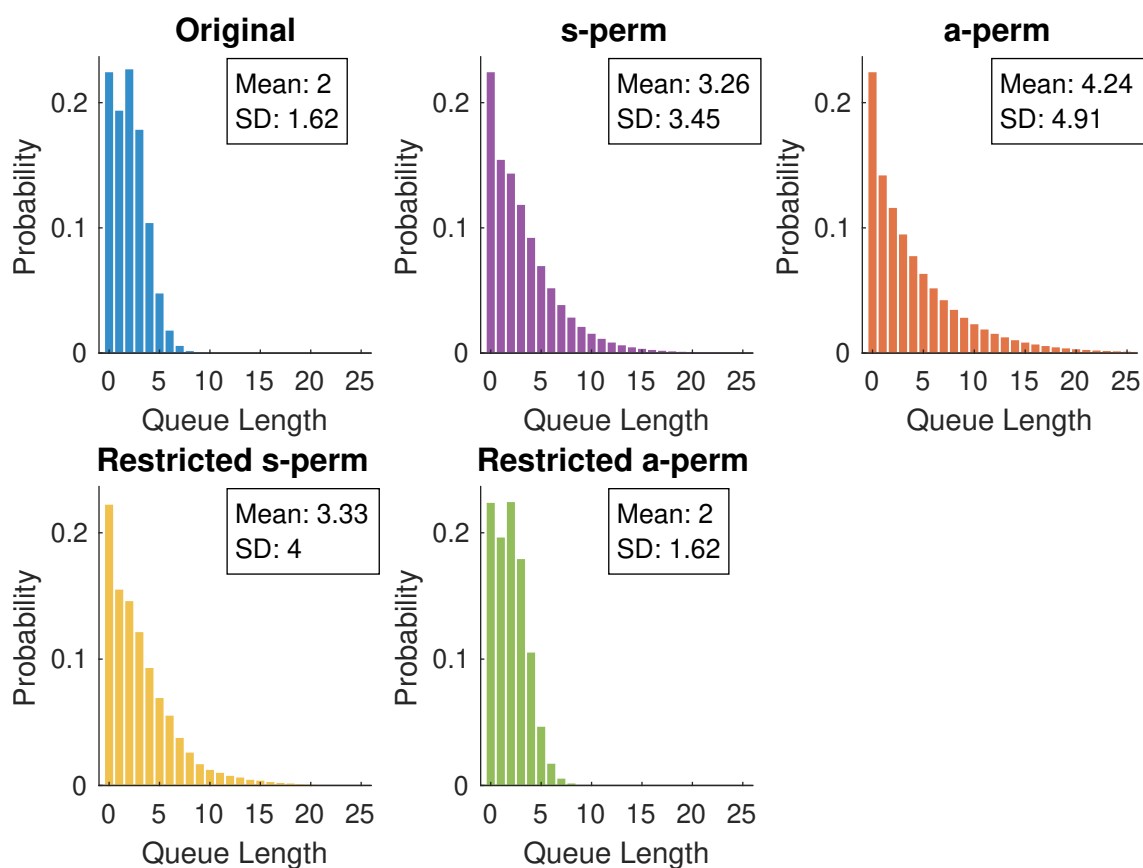 Original
Mean: 2
SD: 1.62
Probability
0.2
0.1
0
0 5 10 15 20 25
Queue Length
s-perm
Mean: 3.26
SD: 3.45
Probability
0.2
0.1
0
0 5 10 15 20 25
Queue Length
a-perm
Mean: 4.24
SD: 4.91
Probability
0.2
0.1
0
0 5 10 15 20 25
Queue Length
Restricted s-perm
Mean: 3.33
SD: 4
Probability
0.2
0.1
0
0 5 10 15 20 25
Queue Length
Restricted a-perm
Mean: 2
SD: 1.62
Probability
0.2
0.1
0
0 5 10 15 20 25
Queue Length